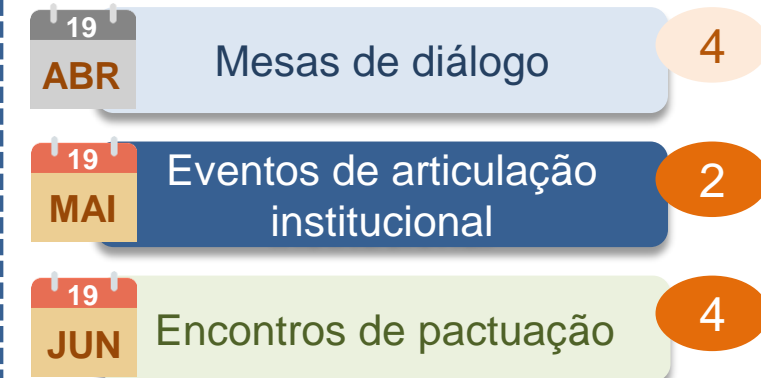 19
ABR
Mesas de diálogo
4
19
MAI
Eventos de articulação
institucional
2
19
JUN
Encontros de pactuação
4